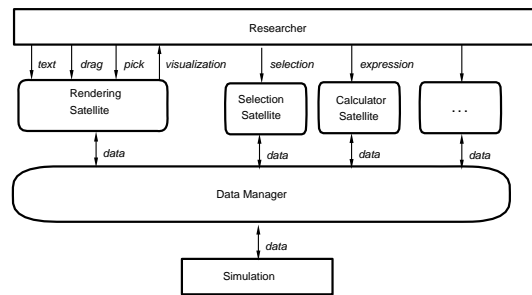 Researcher
text drag pick visualization selection expression
Rendering
Satellite
Selection
Satellite
Calculator
Satellite
...
data data data data
Data Manager
data
Simulation